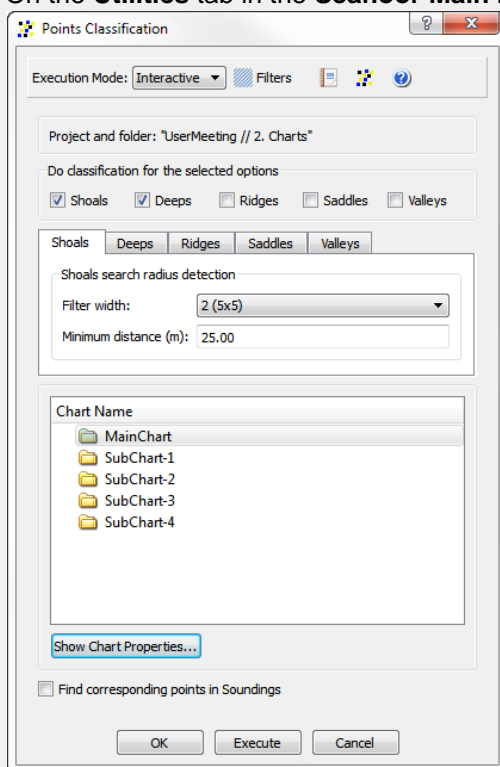 On the Utilities tab in the Seafloor Main
Points Classification
Execution Mode: Interactive Filters
Project and folder: "UserMeeting // 2. Charts"
Do classification for the selected options
Shoals Deeps Ridges Saddles Valleys
Shoals Deeps Ridges Saddles Valleys
Shoals search radius detection
Filter width: 2 (5x5)
Minimum distance (m): 25.00
Chart Name
MainChart
SubChart-1
SubChart-2
SubChart-3
SubChart-4
Show Chart Properties...
Find corresponding points in Soundings
OK Execute Cancel